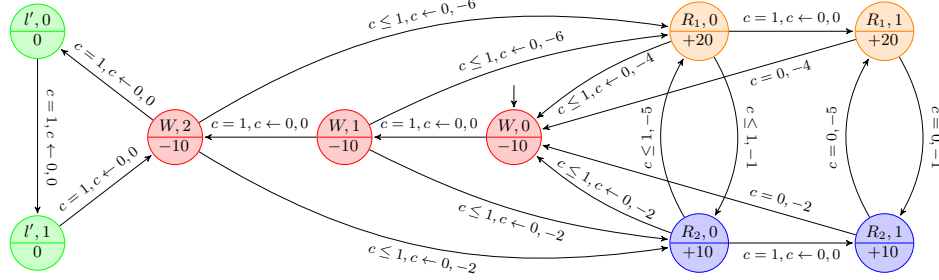 l′, 0
0
c = 1, c ← 0, 0
c = 1, c ← 0, 0
c = 1, c ← 0, 0
l′, 1
0
W, 2
−10
c = 1, c ← 0, 0
W, 1
−10
c = 1, c ← 0, 0
W, 0
−10
c ≤ 1, c ← 0, −6
c ≤ 1, c ← 0, −6
c ≤ 1, c ← 0, −4
c = 0, −4
R₁, 0
+20
c = 1, c ← 0, 0
R₁, 1
+20
c ≤ 1, −5
c ≤ 1, −1
c = 0, −5
c = 0, −1
c ≤ 1, c ← 0, −2
c = 0, −2
c ≤ 1, c ← 0, −2
c ≤ 1, c ← 0, −2
R₂, 0
+10
c = 1, c ← 0, 0
R₂, 1
+10